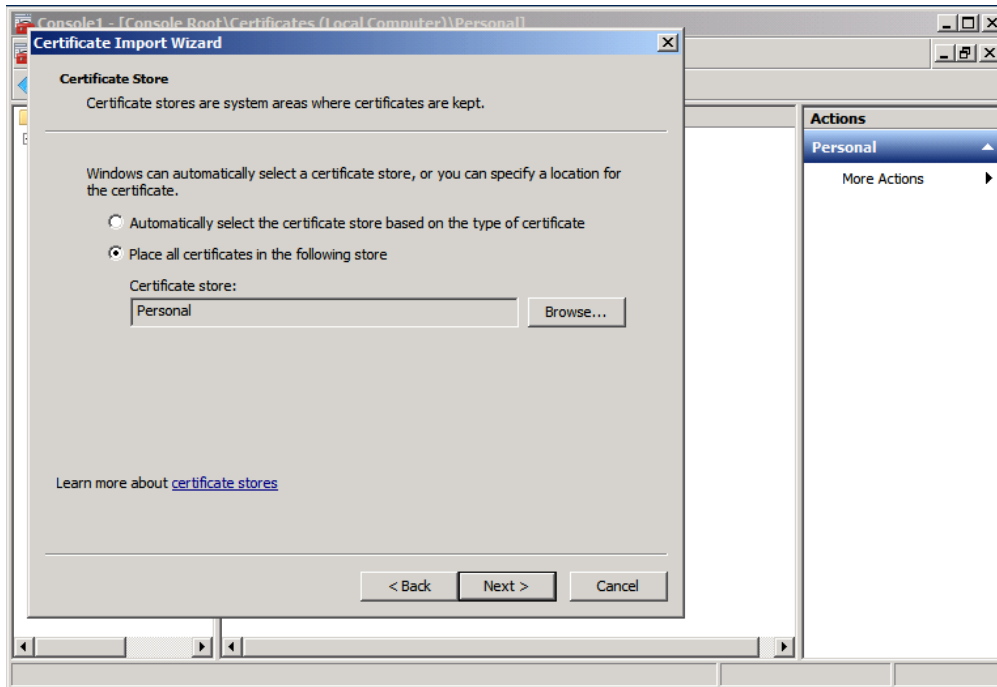 Console1 - [Console Root\Certificates (Local Computer)\Personal]
Certificate Import Wizard
Certificate Store
Certificate stores are system areas where certificates are kept.
Windows can automatically select a certificate store, or you can specify a location for
the certificate.
Automatically select the certificate store based on the type of certificate
Place all certificates in the following store
Certificate store:
Personal
Browse...
Learn more about certificate stores
< Back
Next >
Cancel
Actions
Personal
More Actions